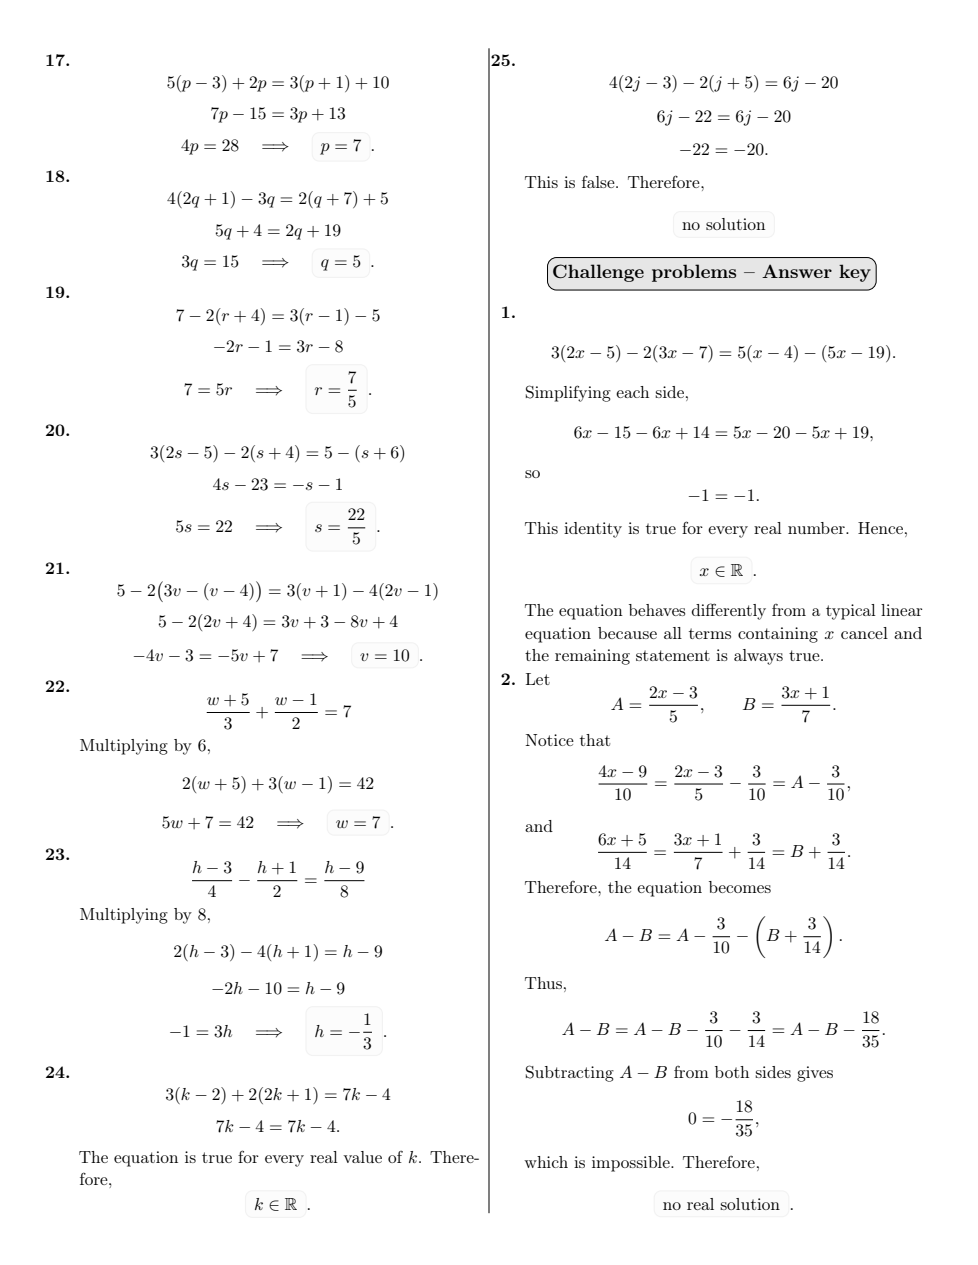 17.
5(p − 3) + 2p = 3(p + 1) + 10
7p − 15 = 3p + 13
4p = 28 ⟹ p = 7 .
18.
4(2q + 1) − 3q = 2(q + 7) + 5
5q + 4 = 2q + 19
3q = 15 ⟹ q = 5 .
19.
7 − 2(r + 4) = 3(r − 1) − 5
−2r − 1 = 3r − 8
7 = 5r ⟹ r = 7/5 .
20.
3(2s − 5) − 2(s + 4) = 5 − (s + 6)
4s − 23 = −s − 1
5s = 22 ⟹ s = 22/5 .
21.
5 − 2(3v − (v − 4)) = 3(v + 1) − 4(2v − 1)
5 − 2(2v + 4) = 3v + 3 − 8v + 4
−4v − 3 = −5v + 7 ⟹ v = 10 .
22.
(w + 5)/3 + (w − 1)/2 = 7
Multiplying by 6,
2(w + 5) + 3(w − 1) = 42
5w + 7 = 42 ⟹ w = 7 .
23.
(h − 3)/4 − (h + 1)/2 = (h − 9)/8
Multiplying by 8,
2(h − 3) − 4(h + 1) = h − 9
−2h − 10 = h − 9
−1 = 3h ⟹ h = −1/3 .
24.
3(k − 2) + 2(2k + 1) = 7k − 4
7k − 4 = 7k − 4.
The equation is true for every real value of k. There-
fore,
k ∈ ℝ .
25.
4(2j − 3) − 2(j + 5) = 6j − 20
6j − 22 = 6j − 20
−22 = −20.
This is false. Therefore,
no solution
Challenge problems – Answer key
1.
3(2x − 5) − 2(3x − 7) = 5(x − 4) − (5x − 19).
Simplifying each side,
6x − 15 − 6x + 14 = 5x − 20 − 5x + 19,
so
−1 = −1.
This identity is true for every real number. Hence,
x ∈ ℝ .
The equation behaves differently from a typical linear
equation because all terms containing x cancel and
the remaining statement is always true.
2. Let
A = (2x − 3)/5, B = (3x + 1)/7.
Notice that
(4x − 9)/10 = (2x − 3)/5 − 3/10 = A − 3/10,
and
(6x + 5)/14 = (3x + 1)/7 + 3/14 = B + 3/14.
Therefore, the equation becomes
A − B = A − 3/10 − (B + 3/14).
Thus,
A − B = A − B − 3/10 − 3/14 = A − B − 18/35.
Subtracting A − B from both sides gives
0 = −18/35,
which is impossible. Therefore,
no real solution .